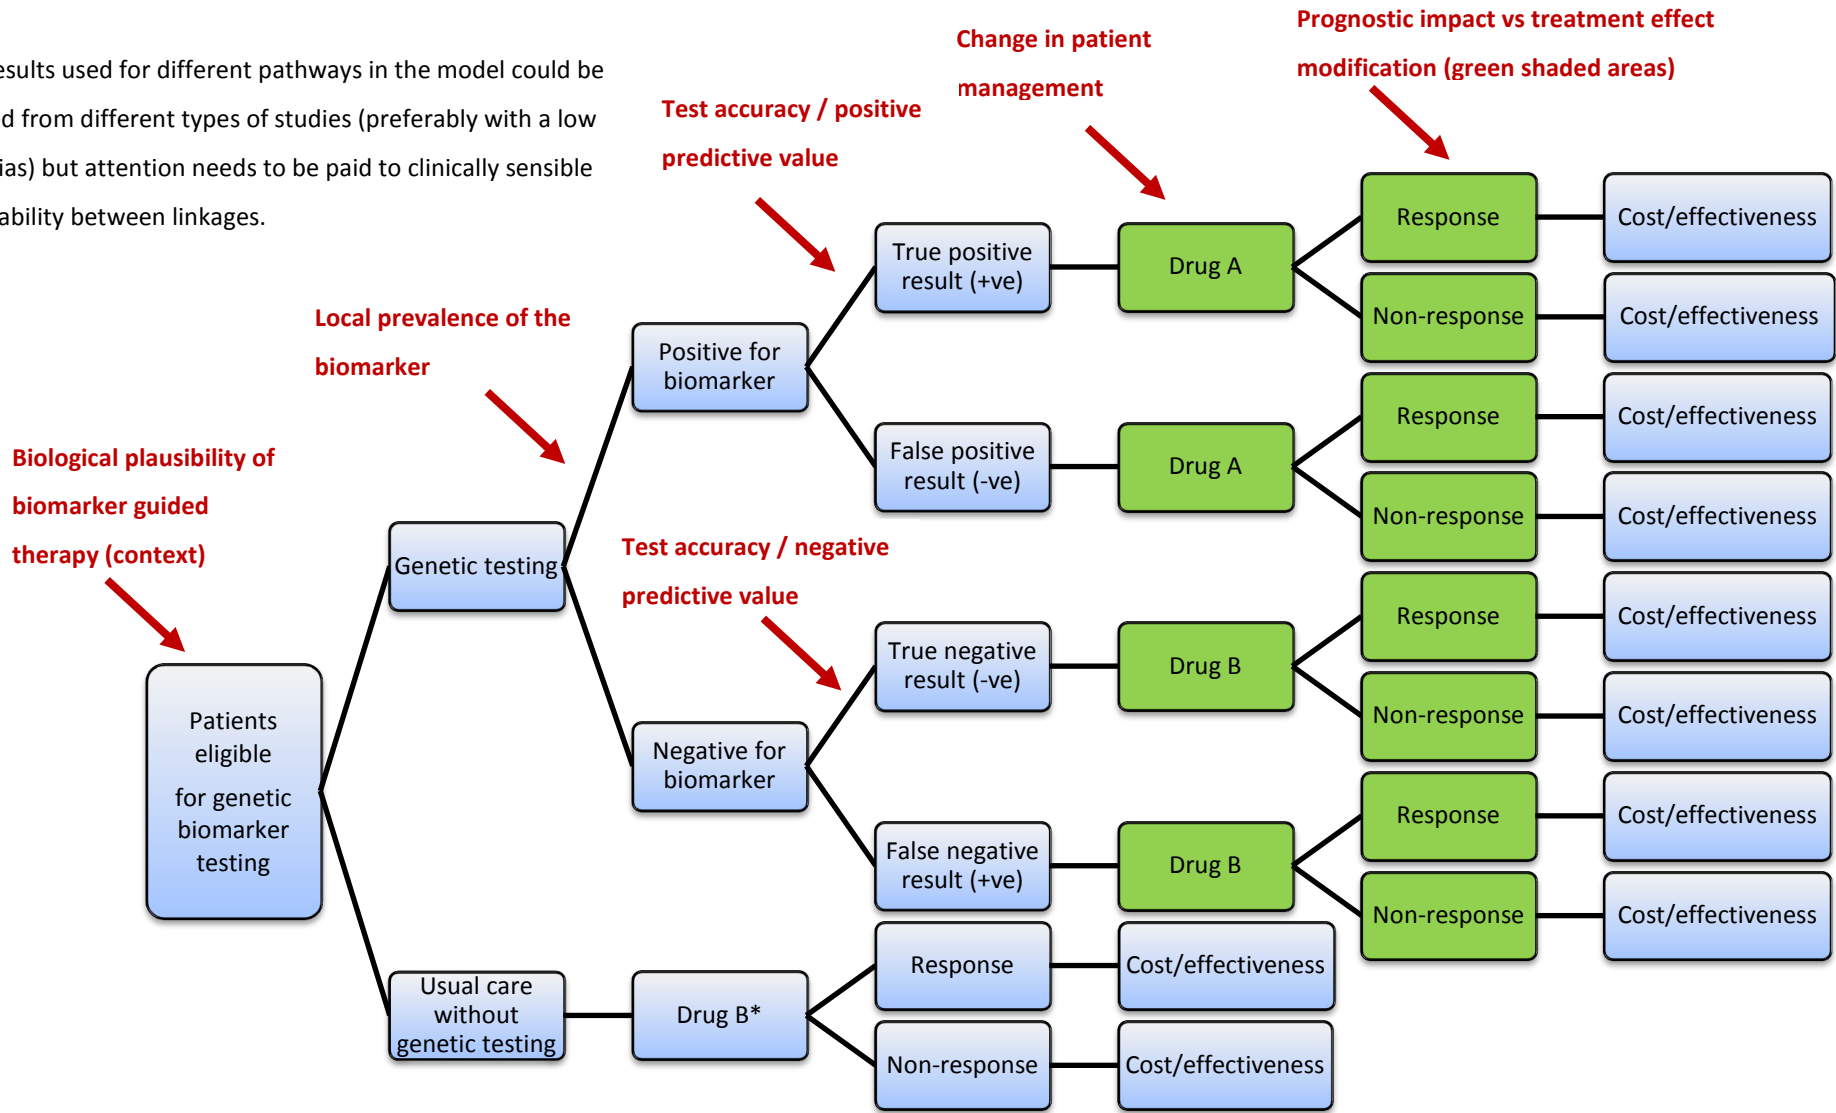 esults used for different pathways in the model could be
ed from different types of studies (preferably with a low
ias) but attention needs to be paid to clinically sensible
ability between linkages.
Biological plausibility of
biomarker guided
therapy (context)
Local prevalence of the
biomarker
Test accuracy / positive
predictive value
Change in patient
management
Prognostic impact vs treatment effect
modification (green shaded areas)
Test accuracy / negative
predictive value
Patients
eligible
for genetic
biomarker
testing
Genetic testing
Positive for
biomarker
True positive
result (+ve)
Drug A
Response
Cost/effectiveness
Non-response
Cost/effectiveness
False positive
result (-ve)
Drug A
Response
Cost/effectiveness
Non-response
Cost/effectiveness
Negative for
biomarker
True negative
result (-ve)
Drug B
Response
Cost/effectiveness
Non-response
Cost/effectiveness
False negative
result (+ve)
Drug B
Response
Cost/effectiveness
Non-response
Cost/effectiveness
Usual care
without
genetic testing
Drug B*
Response
Cost/effectiveness
Non-response
Cost/effectiveness